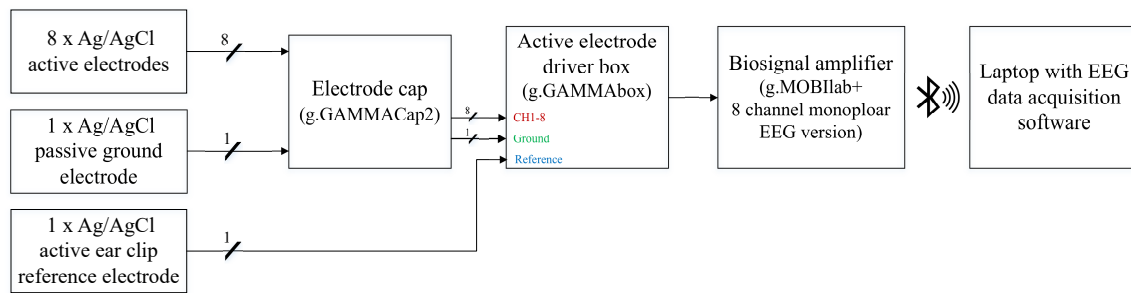 8 x Ag/AgCl
active electrodes
8
1 x Ag/AgCl
passive ground
electrode
1
1 x Ag/AgCl
active ear clip
reference electrode
1
Electrode cap
(g.GAMMACap2)
8
1
Active electrode
driver box
(g.GAMMAbox)
CH1-8
Ground
Reference
Biosignal amplifier
(g.MOBIlab+
8 channel monoploar
EEG version)
Laptop with EEG
data acquisition
software